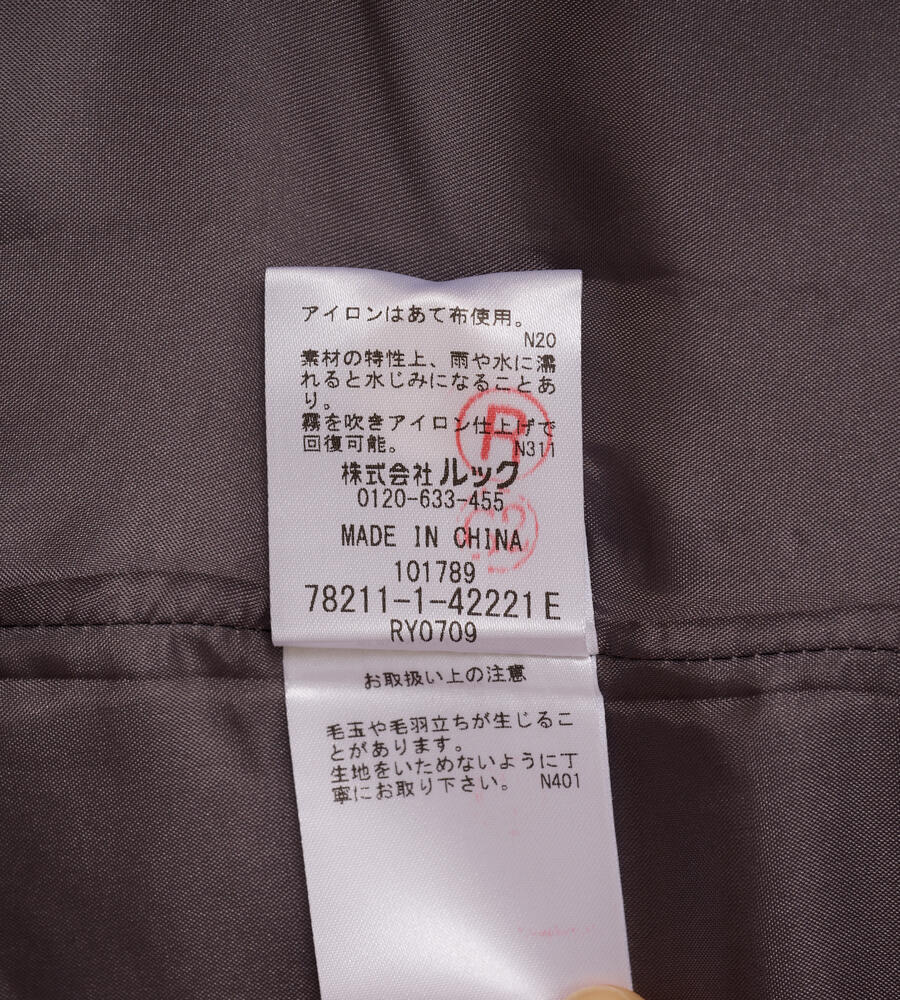 アイロンはあて布使用。
N20
素材の特性上、雨や水に濡
れると水じみになることあ
り。
霧を吹きアイロン仕上げで
回復可能。 N311
株式会社 ルック
0120-633-455
MADE IN CHINA
101789
78211-1-42221 E
RY0709
お取扱い上の注意
毛玉や毛羽立ちが生じるこ
とがあります。
生地をいためないように丁
寧にお取り下さい。 N401
R